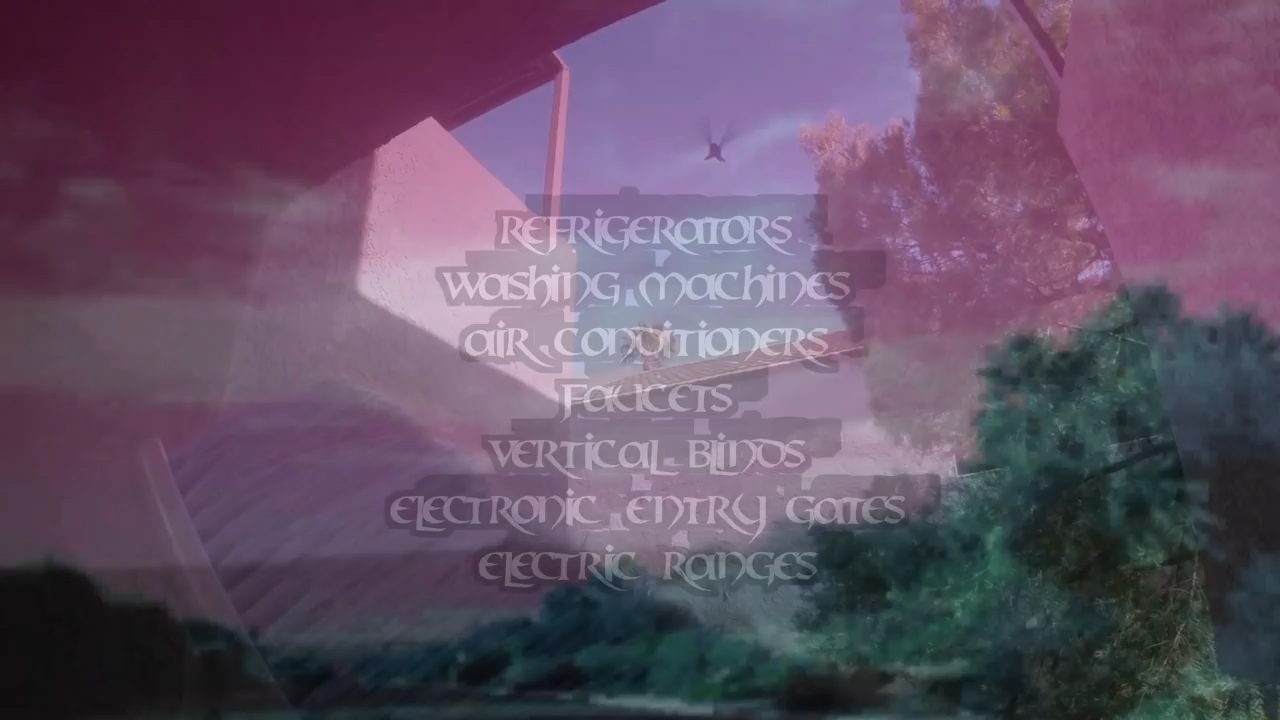 Refrigerators
Washing Machines
Air Conditioners
Faucets
Vertical Blinds
Electronic Entry Gates
Electric Ranges